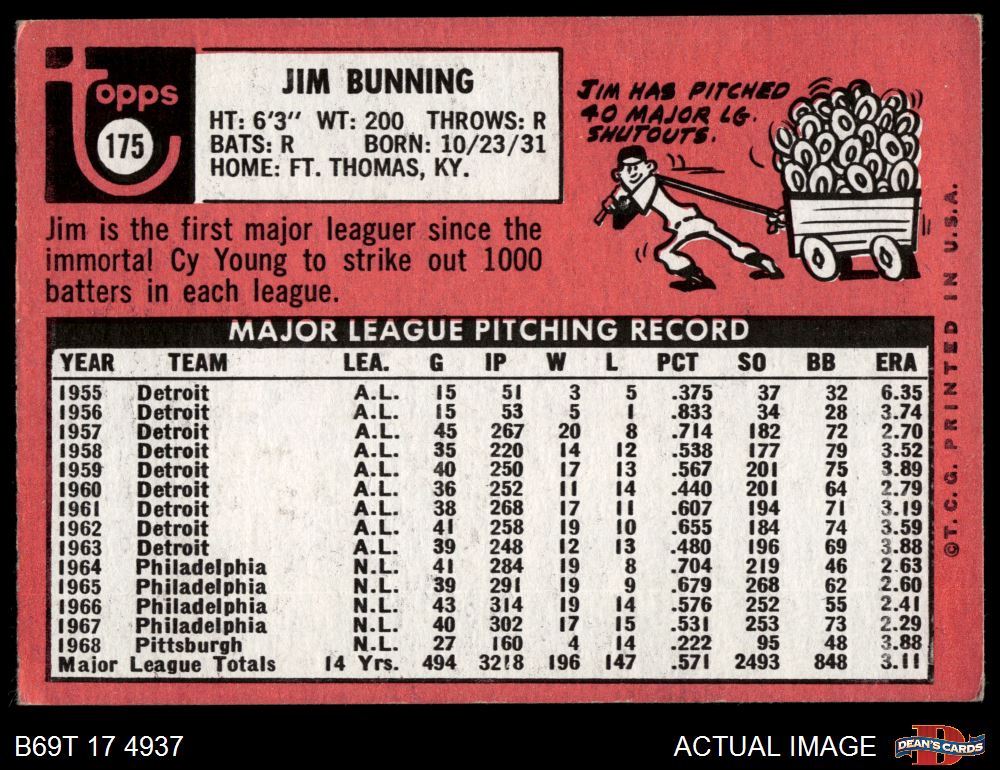 topps
175
JIM BUNNING
HT: 6'3" WT: 200 THROWS: R
BATS: R BORN: 10/23/31
HOME: FT. THOMAS, KY.
JIM HAS PITCHED
40 MAJOR LG.
SHUTOUTS.
Jim is the first major leaguer since the
immortal Cy Young to strike out 1000
batters in each league.
MAJOR LEAGUE PITCHING RECORD
YEAR TEAM LEA. G IP W L PCT SO BB ERA
1955 Detroit A.L. 15 51 3 5 .375 37 32 6.35
1956 Detroit A.L. 15 53 5 1 .833 34 28 3.74
1957 Detroit A.L. 45 267 20 8 .714 182 72 2.70
1958 Detroit A.L. 35 220 14 12 .538 177 79 3.52
1959 Detroit A.L. 40 250 17 13 .567 201 75 3.89
1960 Detroit A.L. 36 252 11 14 .440 201 64 2.79
1961 Detroit A.L. 38 268 17 11 .607 194 71 3.19
1962 Detroit A.L. 41 258 19 10 .655 184 74 3.59
1963 Detroit A.L. 39 248 12 13 .480 196 69 3.88
1964 Philadelphia N.L. 41 284 19 8 .704 219 46 2.63
1965 Philadelphia N.L. 39 291 19 9 .679 268 62 2.60
1966 Philadelphia N.L. 43 314 19 14 .576 252 55 2.41
1967 Philadelphia N.L. 40 302 17 15 .531 253 73 2.29
1968 Pittsburgh N.L. 27 160 4 14 .222 95 48 3.88
Major League Totals 14 Yrs. 494 3218 196 147 .571 2493 848 3.11
©T.C.G. PRINTED IN U.S.A.
B69T 17 4937
ACTUAL IMAGE
DEAN'S CARDS